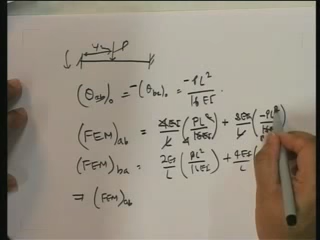 L/2 P
(θab)₀ = -(θba)₀ = -PL²/16EI.
(FEM)ab = 4EI/L (PL²/16EI) + 2EI/L (-PL²/16EI)
(FEM)ba = 2EI/L (PL²/16EI) + 4EI/L
⇒ (FEM)ab